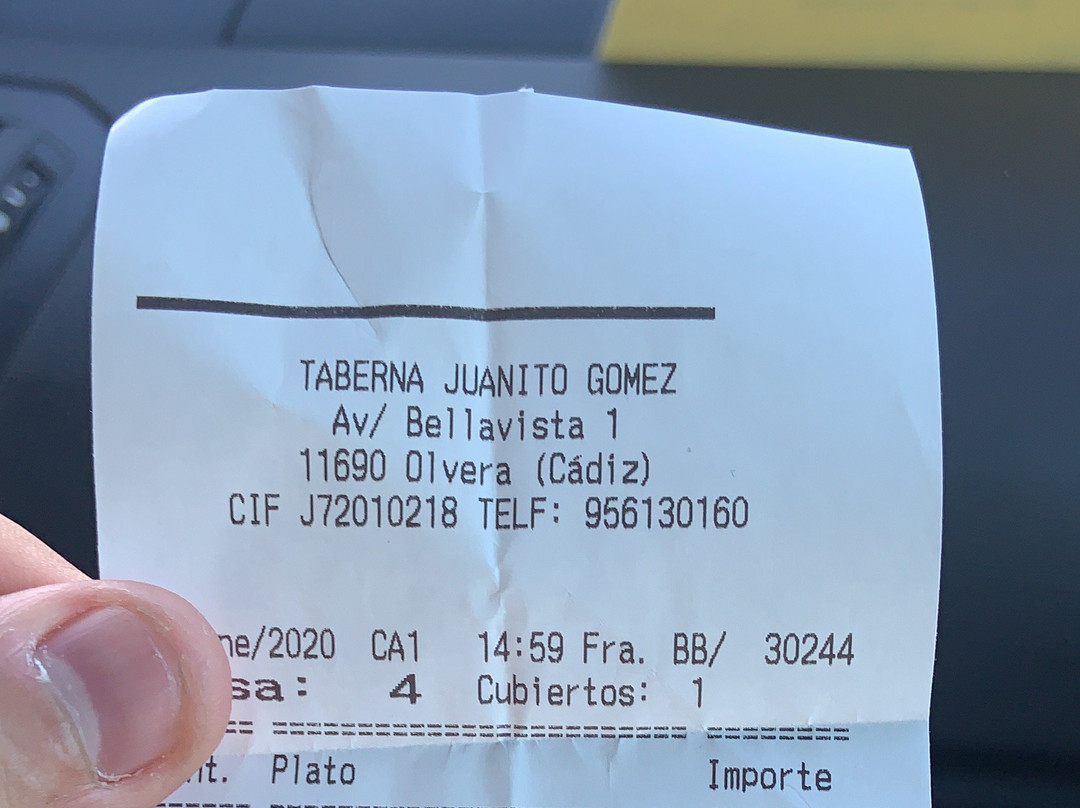 TABERNA JUANITO GOMEZ
Av/ Bellavista 1
11690 Olvera (Cádiz)
CIF J72010218 TELF: 956130160
ne/2020 CA1 14:59 Fra. BB/ 30244
sa: 4 Cubiertos: 1
nt. Plato Importe